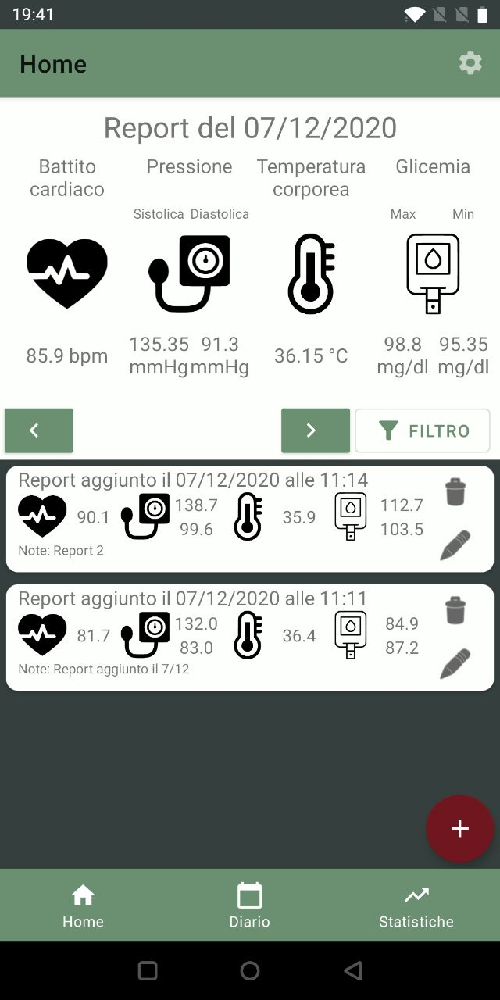 19:41
Home
Report del 07/12/2020
Battito cardiaco
Pressione
Temperatura corporea
Glicemia
Sistolica Diastolica
Max Min
85.9 bpm
135.35 mmHg
91.3 mmHg
36.15 °C
98.8 mg/dl
95.35 mg/dl
FILTRO
Report aggiunto il 07/12/2020 alle 11:14
90.1
138.7
99.6
35.9
112.7
103.5
Note: Report 2
Report aggiunto il 07/12/2020 alle 11:11
81.7
132.0
83.0
36.4
84.9
87.2
Note: Report aggiunto il 7/12
Home
Diario
Statistiche